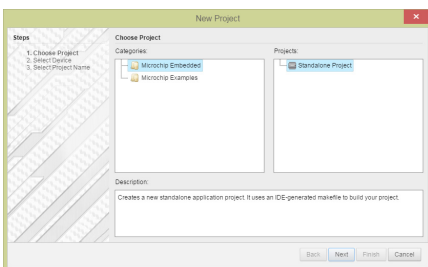 New Project
Steps
1. Choose Project
2. Select Device
3. Select Project Name
Choose Project
Categories:
Microchip Embedded
Microchip Examples
Projects:
Standalone Project
Description:
Creates a new standalone application project. It uses an IDE-generated makefile to build your project.
Back
Next
Finish
Cancel